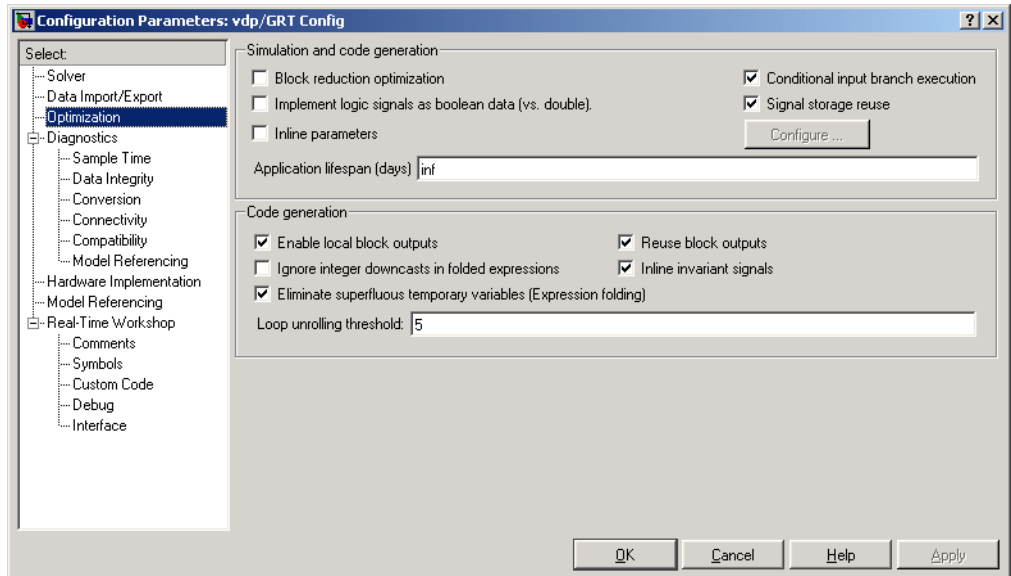 Configuration Parameters: vdp/GRT Config
Select:
Solver
Data Import/Export
Optimization
Diagnostics
Sample Time
Data Integrity
Conversion
Connectivity
Compatibility
Model Referencing
Hardware Implementation
Model Referencing
Real-Time Workshop
Comments
Symbols
Custom Code
Debug
Interface
Simulation and code generation
Block reduction optimization
Conditional input branch execution
Implement logic signals as boolean data (vs. double).
Signal storage reuse
Inline parameters
Configure ...
Application lifespan (days) inf
Code generation
Enable local block outputs
Reuse block outputs
Ignore integer downcasts in folded expressions
Inline invariant signals
Eliminate superfluous temporary variables (Expression folding)
Loop unrolling threshold: 5
OK Cancel Help Apply